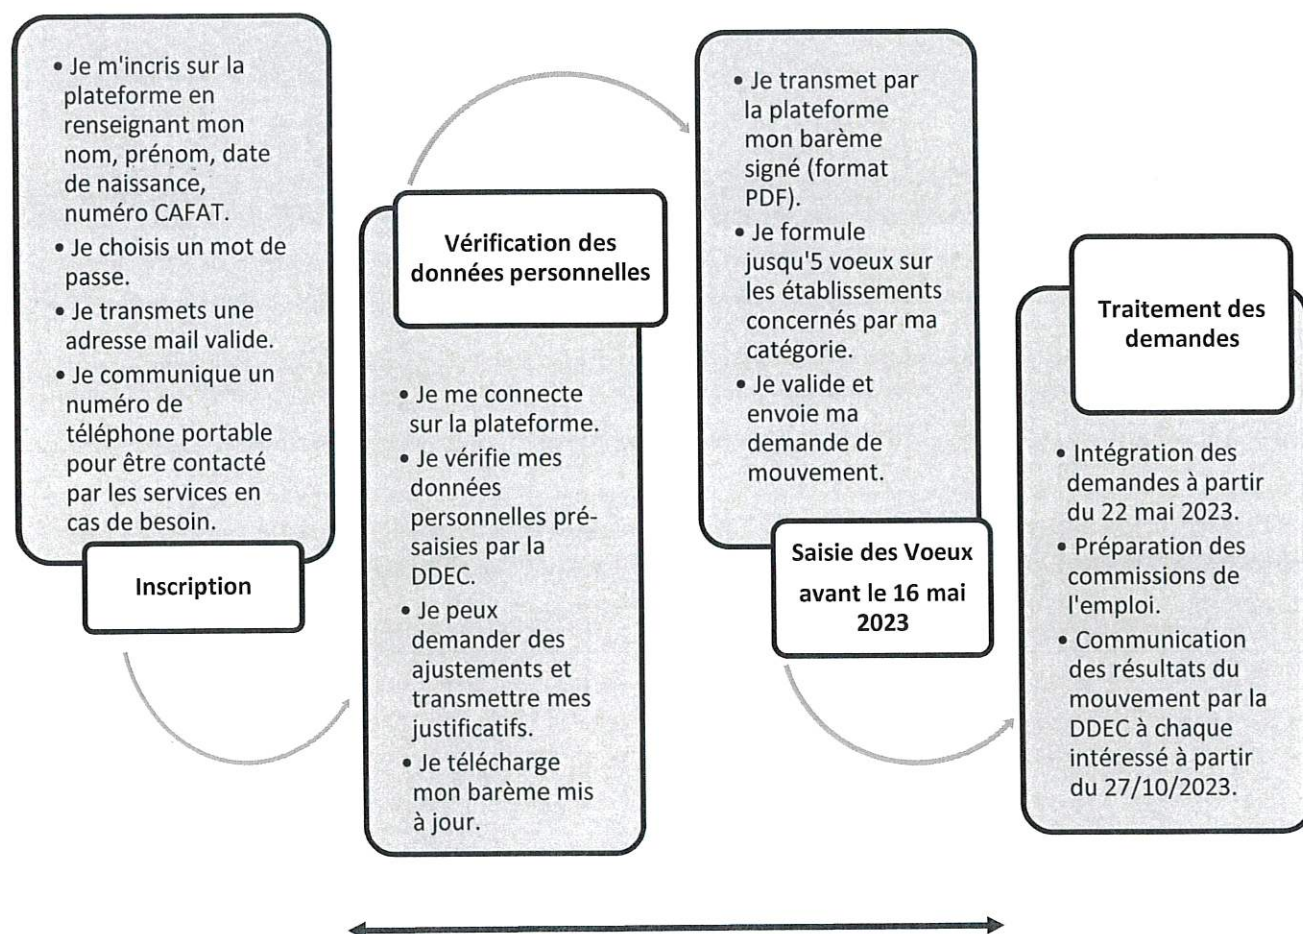 • Je m'incris sur la
plateforme en
renseignant mon
nom, prénom, date
de naissance,
numéro CAFAT.
• Je choisis un mot de
passe.
• Je transmets une
adresse mail valide.
• Je communique un
numéro de
téléphone portable
pour être contacté
par les services en
cas de besoin.
Inscription
Vérification des
données personnelles
• Je me connecte
sur la plateforme.
• Je vérifie mes
données
personnelles pré-
saisies par la
DDEC.
• Je peux
demander des
ajustements et
transmettre mes
justificatifs.
• Je télécharge
mon barème mis
à jour.
• Je transmet par
la plateforme
mon barème
signé (format
PDF).
• Je formule
jusqu'5 voeux sur
les établissements
concernés par ma
catégorie.
• Je valide et
envoie ma
demande de
mouvement.
Saisie des Voeux
avant le 16 mai
2023
Traitement des
demandes
• Intégration des
demandes à partir
du 22 mai 2023.
• Préparation des
commissions de
l'emploi.
• Communication
des résultats du
mouvement par la
DDEC à chaque
intéressé à partir
du 27/10/2023.